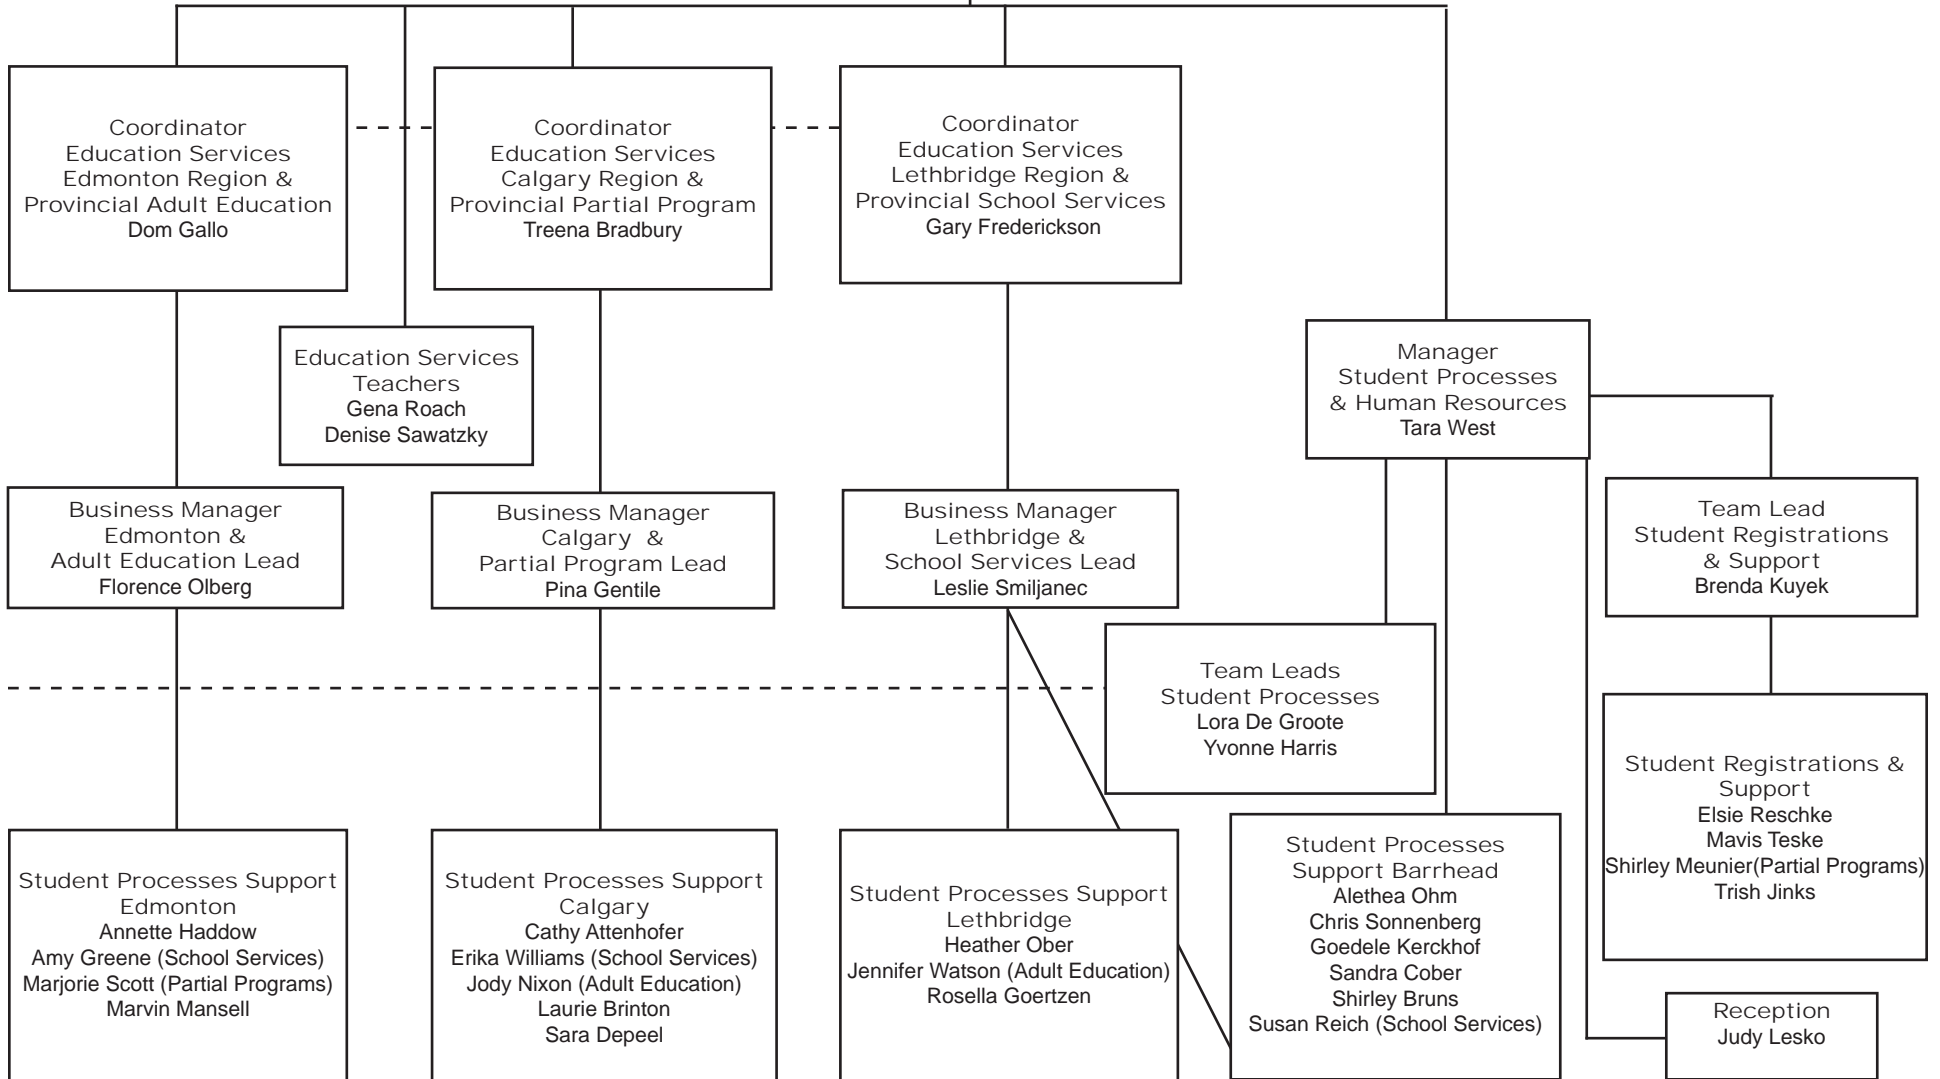 Coordinator
Education Services
Edmonton Region &
Provincial Adult Education
Dom Gallo
Coordinator
Education Services
Calgary Region &
Provincial Partial Program
Treena Bradbury
Coordinator
Education Services
Lethbridge Region &
Provincial School Services
Gary Frederickson
Education Services
Teachers
Gena Roach
Denise Sawatzky
Manager
Student Processes
& Human Resources
Tara West
Business Manager
Edmonton &
Adult Education Lead
Florence Olberg
Business Manager
Calgary &
Partial Program Lead
Pina Gentile
Business Manager
Lethbridge &
School Services Lead
Leslie Smiljanec
Team Lead
Student Registrations
& Support
Brenda Kuyek
Team Leads
Student Processes
Lora De Groote
Yvonne Harris
Student Registrations &
Support
Elsie Reschke
Mavis Teske
Shirley Meunier(Partial Programs)
Trish Jinks
Student Processes Support
Edmonton
Annette Haddow
Amy Greene (School Services)
Marjorie Scott (Partial Programs)
Marvin Mansell
Student Processes Support
Calgary
Cathy Attenhofer
Erika Williams (School Services)
Jody Nixon (Adult Education)
Laurie Brinton
Sara Depeel
Student Processes Support
Lethbridge
Heather Ober
Jennifer Watson (Adult Education)
Rosella Goertzen
Student Processes
Support Barrhead
Alethea Ohm
Chris Sonnenberg
Goedele Kerckhof
Sandra Cober
Shirley Bruns
Susan Reich (School Services)
Reception
Judy Lesko